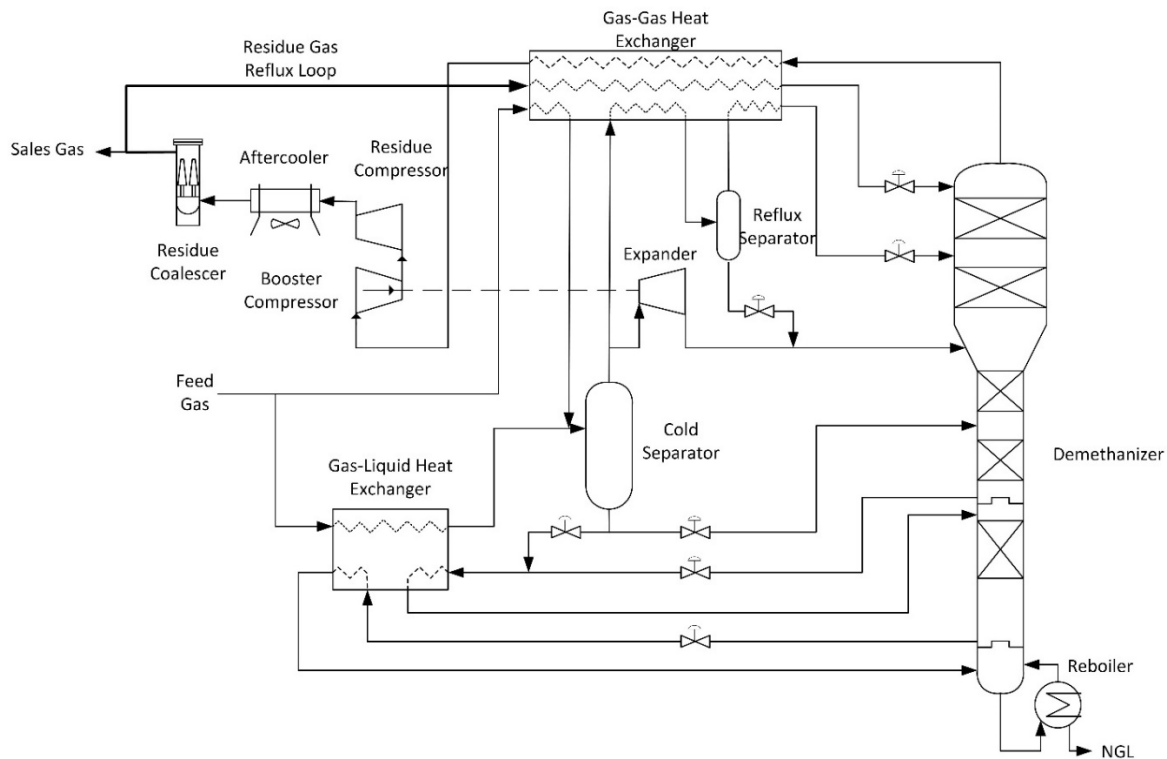 Gas-Gas Heat
Exchanger
Residue Gas
Reflux Loop
Sales Gas
Aftercooler
Residue
Compressor
Residue
Coalescer
Booster
Compressor
Expander
Reflux
Separator
Feed
Gas
Cold
Separator
Gas-Liquid Heat
Exchanger
Demethanizer
Reboiler
NGL